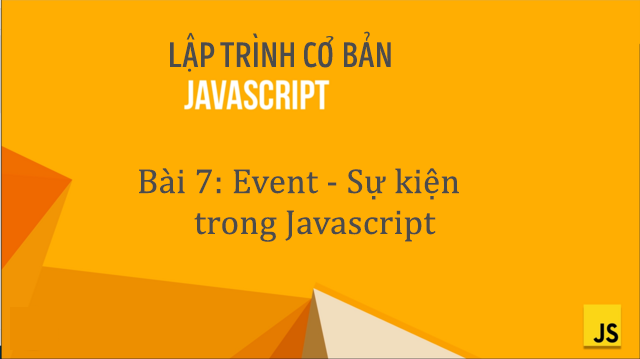 LẬP TRÌNH CƠ BẢN
JAVASCRIPT
Bài 7: Event - Sự kiện
trong Javascript
JS